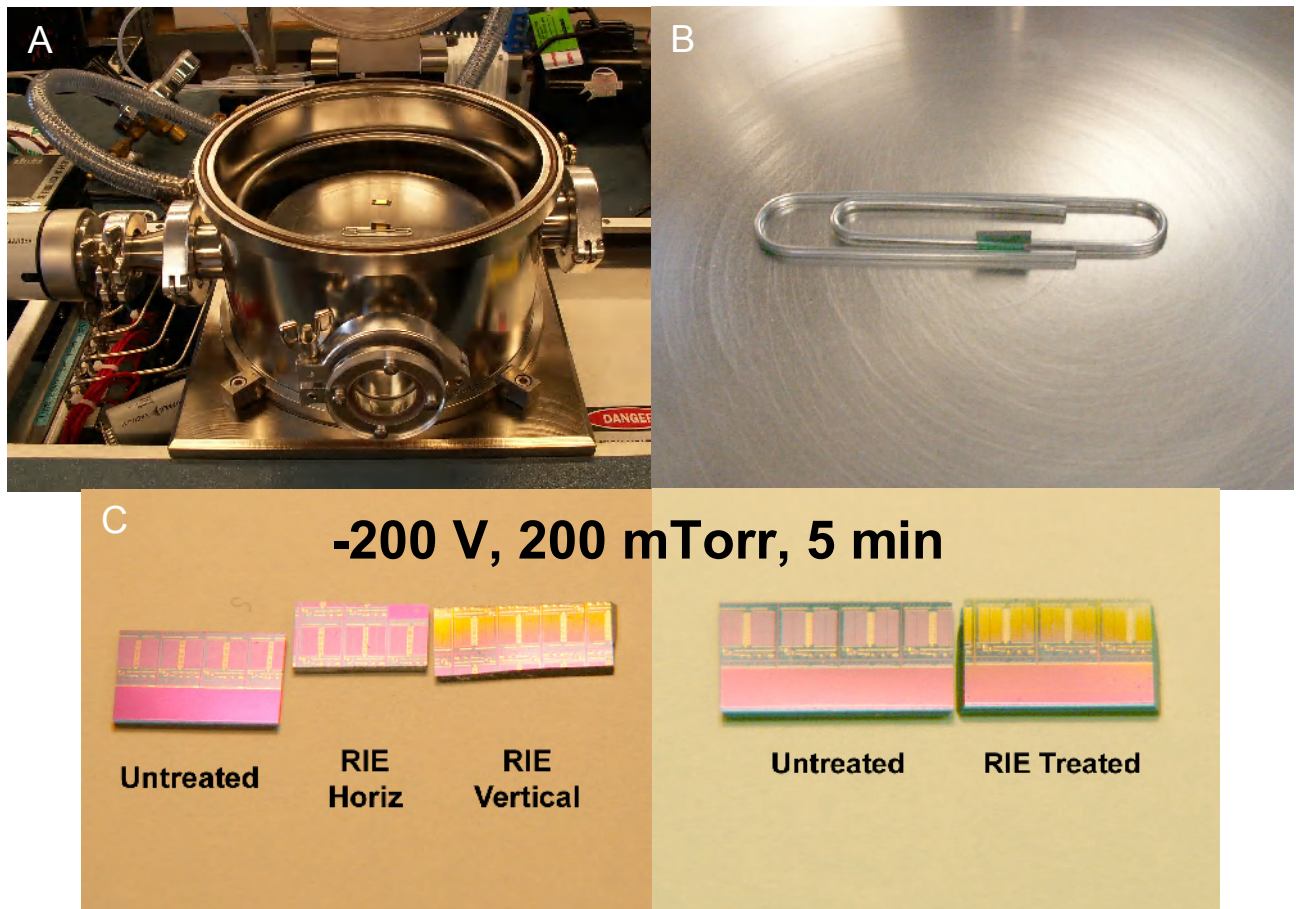 A
B
DANGER
C
-200 V, 200 mTorr, 5 min
Untreated
RIE
Horiz
RIE
Vertical
Untreated
RIE Treated